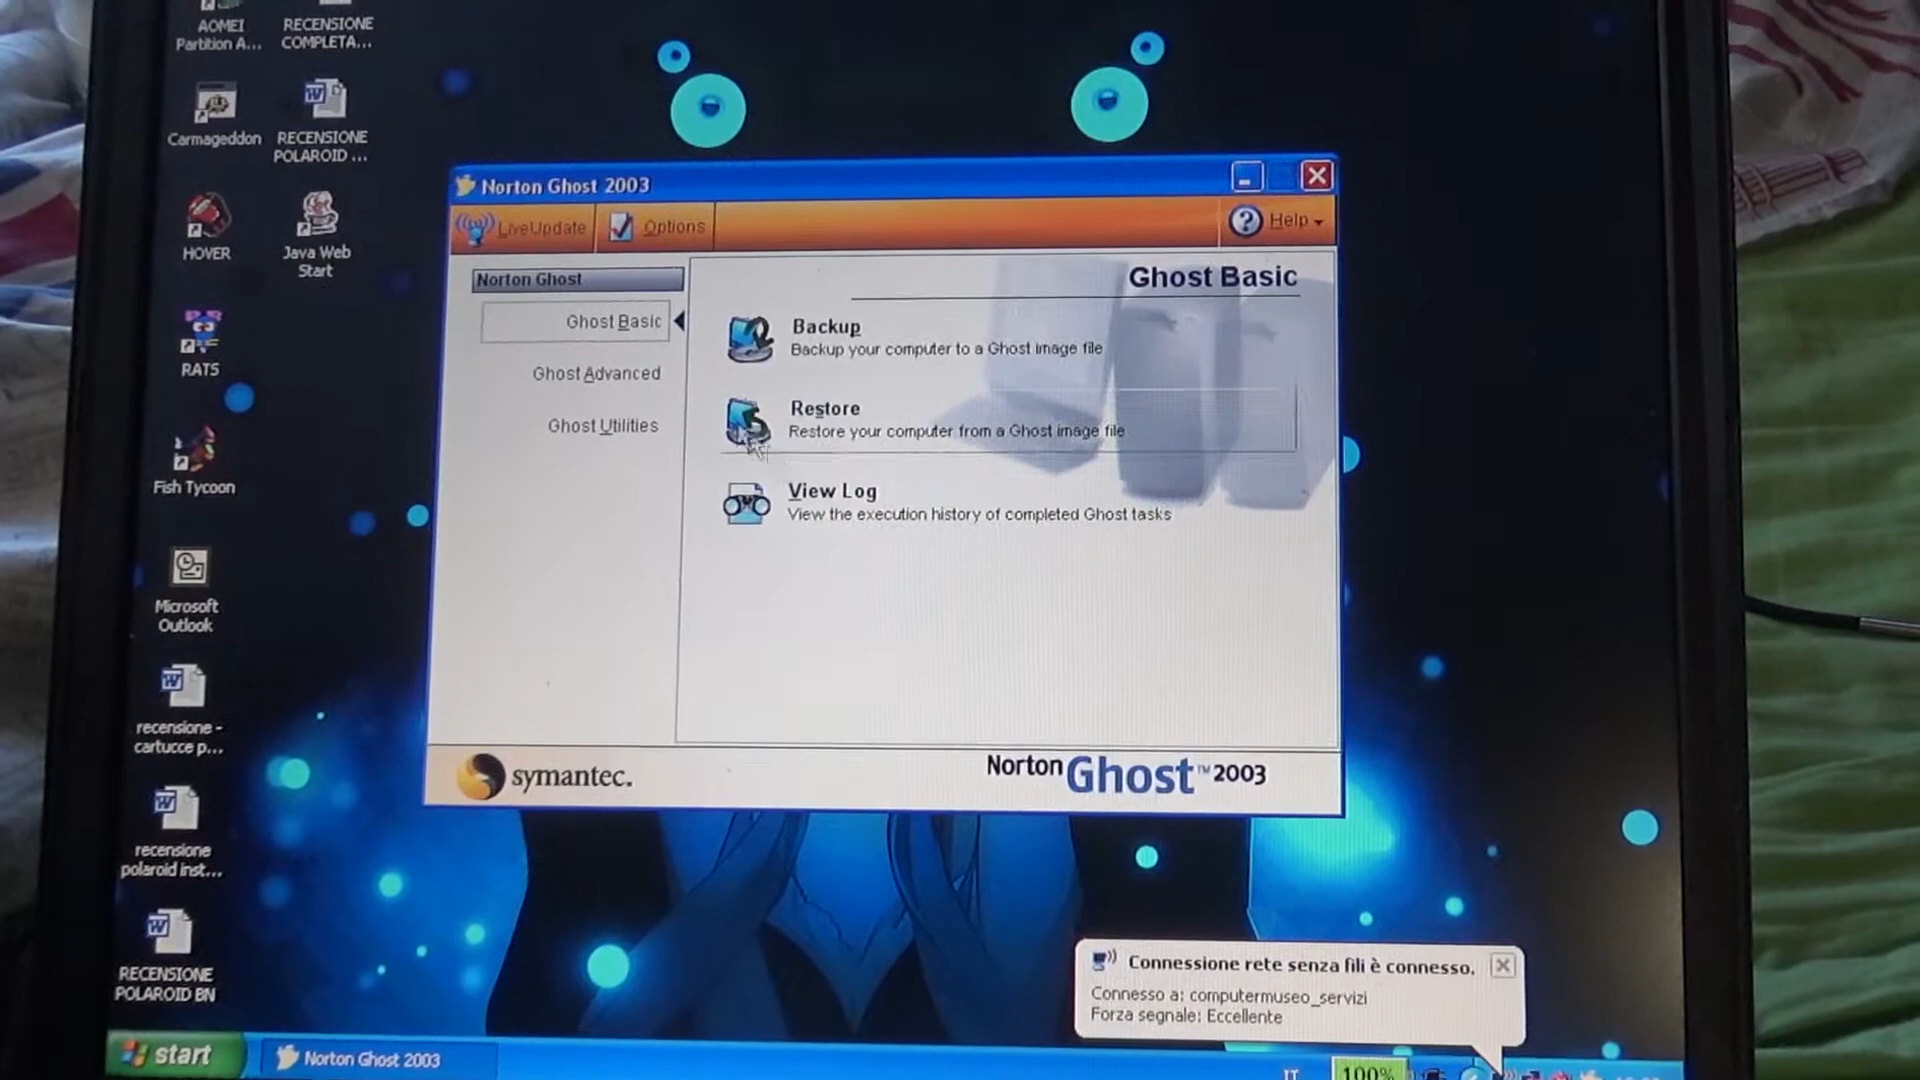 AOMEI
Partition A...
RECENSIONE
COMPLETA...
Carmageddon
RECENSIONE
POLAROID ...
HOVER
Java Web
Start
RATS
Fish Tycoon
Microsoft
Outlook
recensione -
cartucce p...
recensione
polaroid inst...
RECENSIONE
POLAROID BN
Norton Ghost 2003
LiveUpdate
Options
Help
Norton Ghost
Ghost Basic
Ghost Advanced
Ghost Utilities
Ghost Basic
Backup
Backup your computer to a Ghost image file
Restore
Restore your computer from a Ghost image file
View Log
View the execution history of completed Ghost tasks
symantec.
Norton Ghost™ 2003
Connessione rete senza fili è connesso.
Connesso a: computermuseo_servizi
Forza segnale: Eccellente
start
Norton Ghost 2003
IT
100%